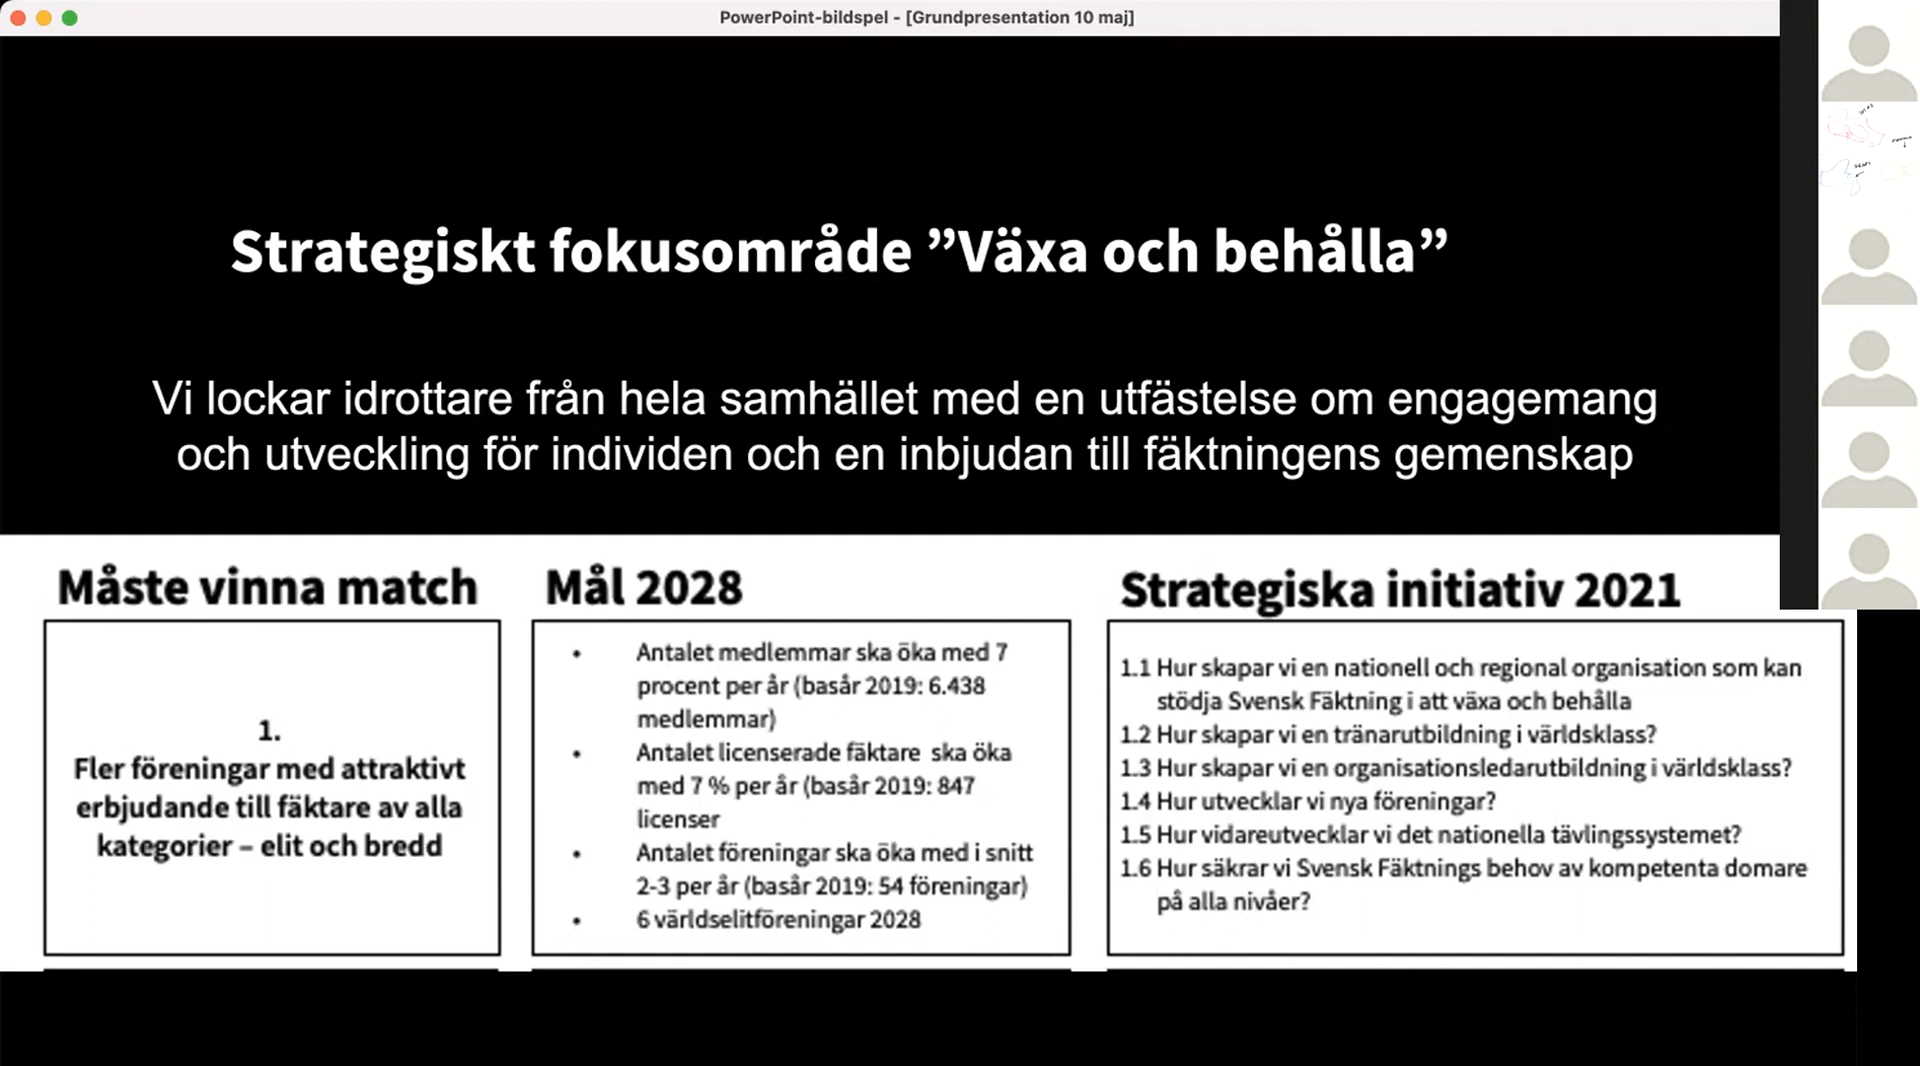 PowerPoint-bildspel - [Grundpresentation 10 maj]
Strategiskt fokusområde ”Växa och behålla”
Vi lockar idrottare från hela samhället med en utfästelse om engagemang
och utveckling för individen och en inbjudan till fäktningens gemenskap
Måste vinna match
1.
Fler föreningar med attraktivt
erbjudande till fäktare av alla
kategorier – elit och bredd
Mål 2028
• Antalet medlemmar ska öka med 7
procent per år (basår 2019: 6.438
medlemmar)
• Antalet licenserade fäktare ska öka
med 7 % per år (basår 2019: 847
licenser
• Antalet föreningar ska öka med i snitt
2-3 per år (basår 2019: 54 föreningar)
• 6 världselitföreningar 2028
Strategiska initiativ 2021
1.1 Hur skapar vi en nationell och regional organisation som kan
stödja Svensk Fäktning i att växa och behålla
1.2 Hur skapar vi en tränarutbildning i världsklass?
1.3 Hur skapar vi en organisationsledarutbildning i världsklass?
1.4 Hur utvecklar vi nya föreningar?
1.5 Hur vidareutvecklar vi det nationella tävlingssystemet?
1.6 Hur säkrar vi Svensk Fäktnings behov av kompetenta domare
på alla nivåer?